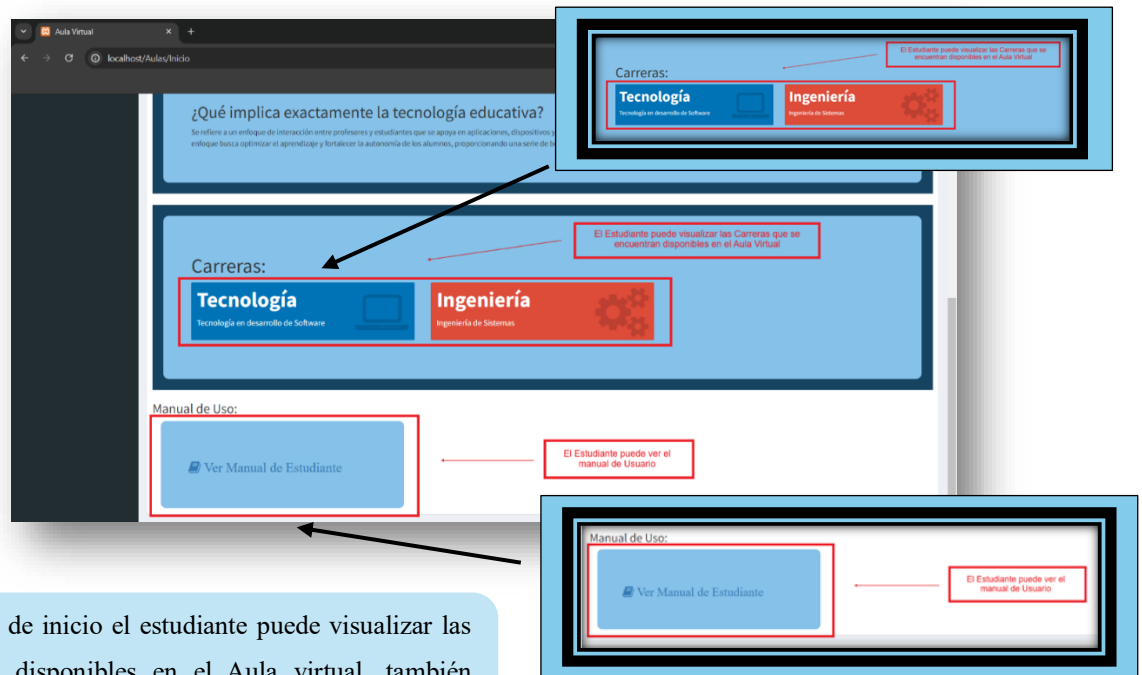 Aula Virtual
localhost/Aulas/Inicio
¿Qué implica exactamente la tecnología educativa?
Se refiere a un enfoque de interacción entre profesores y estudiantes que se apoya en aplicaciones, dispositivos y
enfoque busca optimizar el aprendizaje y fortalecer la autonomía de los alumnos, proporcionando una serie de
El Estudiante puede visualizar las Carreras que se
encuentran disponibles en el Aula Virtual
Carreras:
Tecnología
Tecnología en desarrollo de Software
Ingeniería
Ingeniería de Sistemas
El Estudiante puede visualizar las Carreras que se
encuentran disponibles en el Aula Virtual
Carreras:
Tecnología
Tecnología en desarrollo de Software
Ingeniería
Ingeniería de Sistemas
Manual de Uso:
Ver Manual de Estudiante
El Estudiante puede ver el
manual de Usuario
Manual de Uso:
Ver Manual de Estudiante
El Estudiante puede ver el
manual de Usuario
de inicio el estudiante puede visualizar las
disponibles en el Aula virtual, también